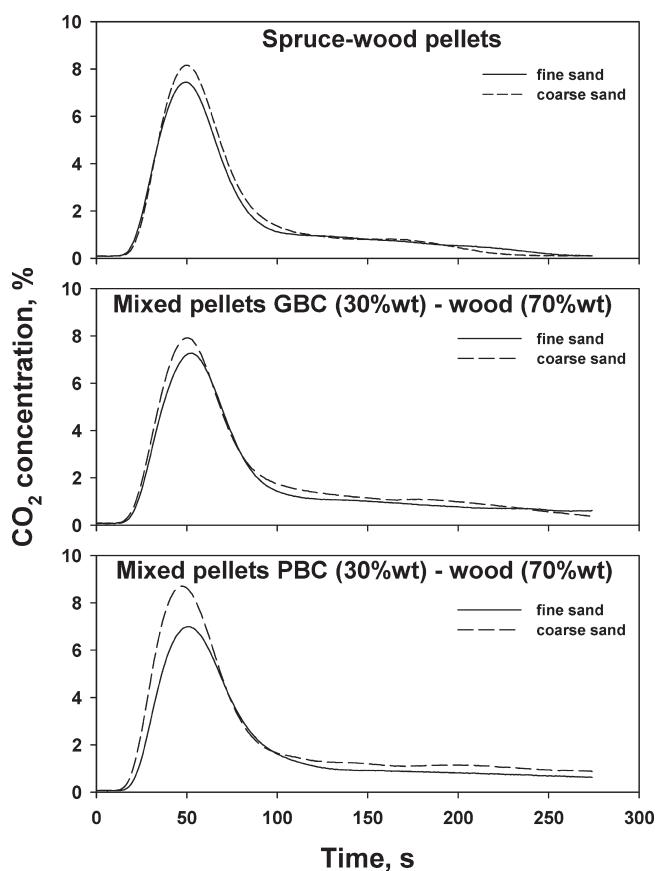 CO2 concentration, %
10
Spruce-wood pellets
fine sand
coarse sand
8
6
4
2
0
10
Mixed pellets GBC (30%wt) - wood (70%wt)
fine sand
coarse sand
8
6
4
2
0
10
Mixed pellets PBC (30%wt) - wood (70%wt)
fine sand
coarse sand
8
6
4
2
0
0 50 100 150 200 250 300
Time, s